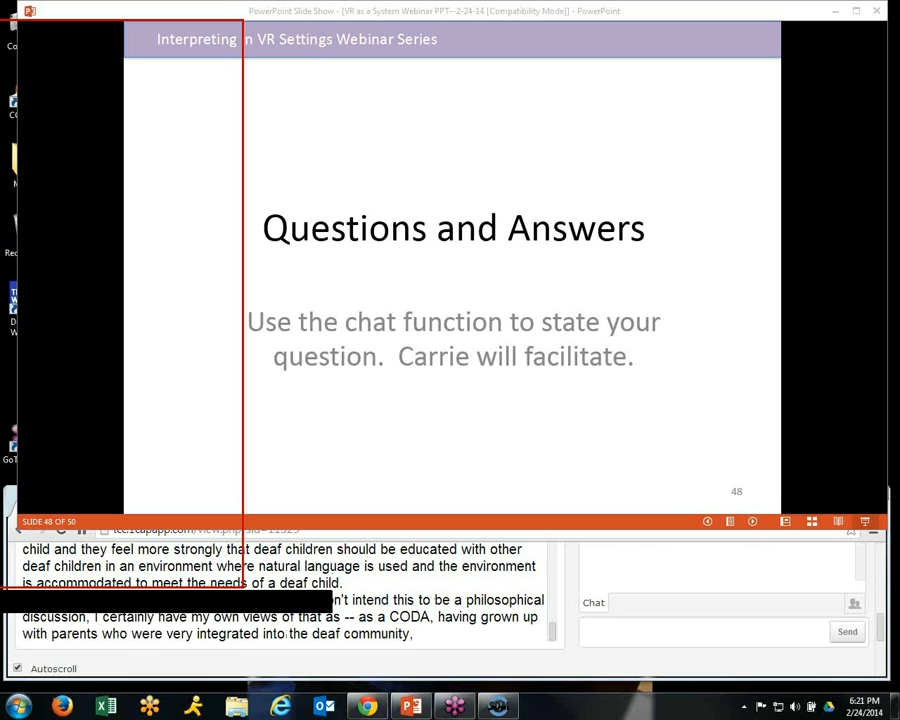 PowerPoint Slide Show - [VR as a System Webinar PPT--2-24-14 [Compatibility Mode]] - PowerPoint
Interpreting in VR Settings Webinar Series
Questions and Answers
Use the chat function to state your
question. Carrie will facilitate.
48
SLIDE 48 OF 50
child and they feel more strongly that deaf children should be educated with other
deaf children in an environment where natural language is used and the environment
is accommodated to meet the needs of a deaf child.
n't intend this to be a philosophical
discussion, I certainly have my own views of that as -- as a CODA, having grown up
with parents who were very integrated into the deaf community,
Autoscroll
Chat
Send
6:21 PM
2/24/2014